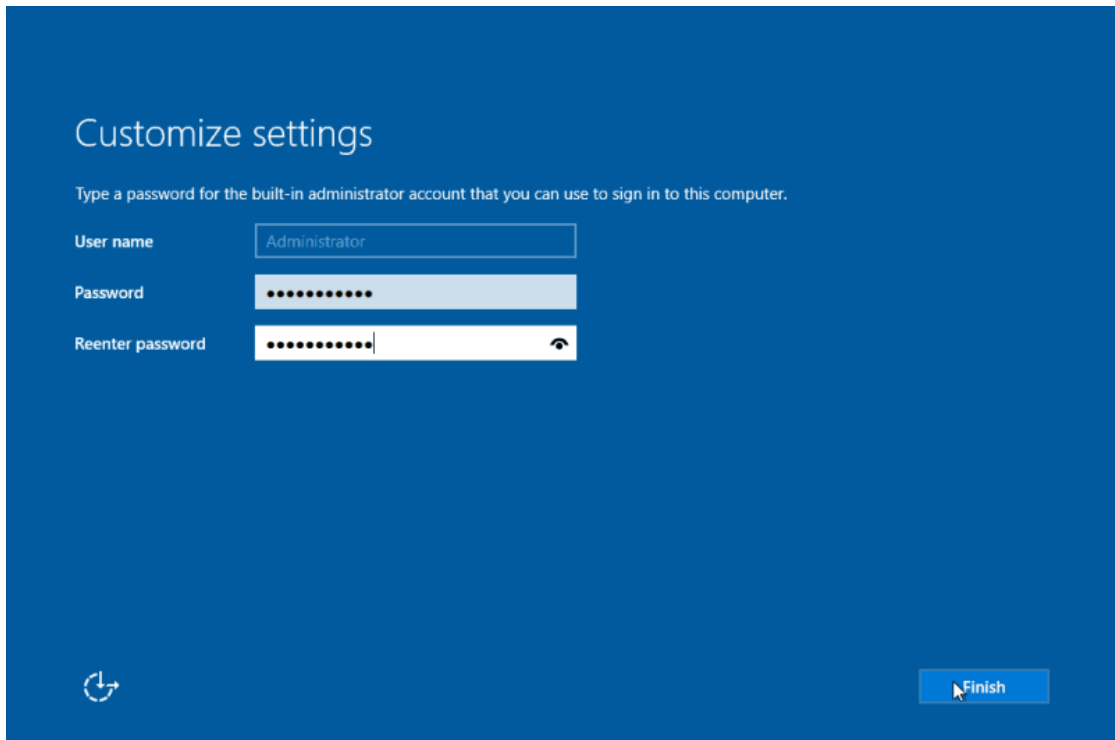 Customize settings
Type a password for the built-in administrator account that you can use to sign in to this computer.
User name Administrator
Password •••••••••••
Reenter password •••••••••••
Finish